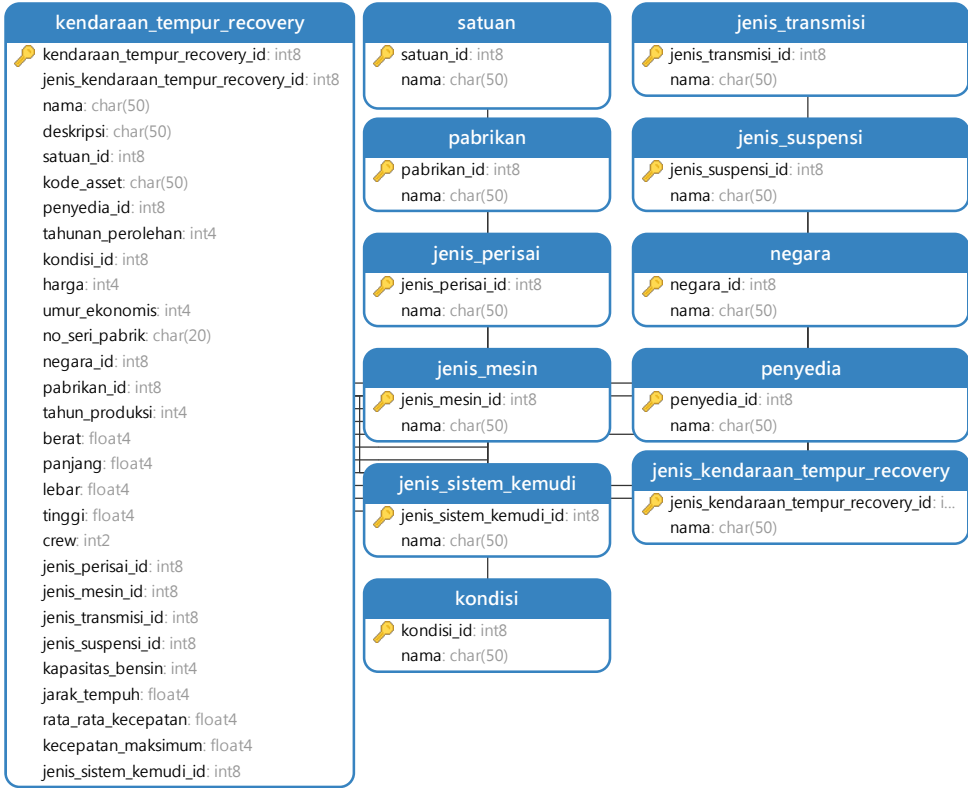 kendaraan_tempur_recovery
kendaraan_tempur_recovery_id: int8
jenis_kendaraan_tempur_recovery_id: int8
nama: char(50)
deskripsi: char(50)
satuan_id: int8
kode_asset: char(50)
penyedia_id: int8
tahunan_perolehan: int4
kondisi_id: int8
harga: int4
umur_ekonomis: int4
no_seri_pabrik: char(20)
negara_id: int8
pabrikan_id: int8
tahun_produksi: int4
berat: float4
panjang: float4
lebar: float4
tinggi: float4
crew: int2
jenis_perisai_id: int8
jenis_mesin_id: int8
jenis_transmisi_id: int8
jenis_suspensi_id: int8
kapasitas_bensin: int4
jarak_tempuh: float4
rata_rata_kecepatan: float4
kecepatan_maksimum: float4
jenis_sistem_kemudi_id: int8
satuan
satuan_id: int8
nama: char(50)
pabrikan
pabrikan_id: int8
nama: char(50)
jenis_perisai
jenis_perisai_id: int8
nama: char(50)
jenis_mesin
jenis_mesin_id: int8
nama: char(50)
jenis_sistem_kemudi
jenis_sistem_kemudi_id: int8
nama: char(50)
kondisi
kondisi_id: int8
nama: char(50)
jenis_transmisi
jenis_transmisi_id: int8
nama: char(50)
jenis_suspensi
jenis_suspensi_id: int8
nama: char(50)
negara
negara_id: int8
nama: char(50)
penyedia
penyedia_id: int8
nama: char(50)
jenis_kendaraan_tempur_recovery
jenis_kendaraan_tempur_recovery_id: i...
nama: char(50)